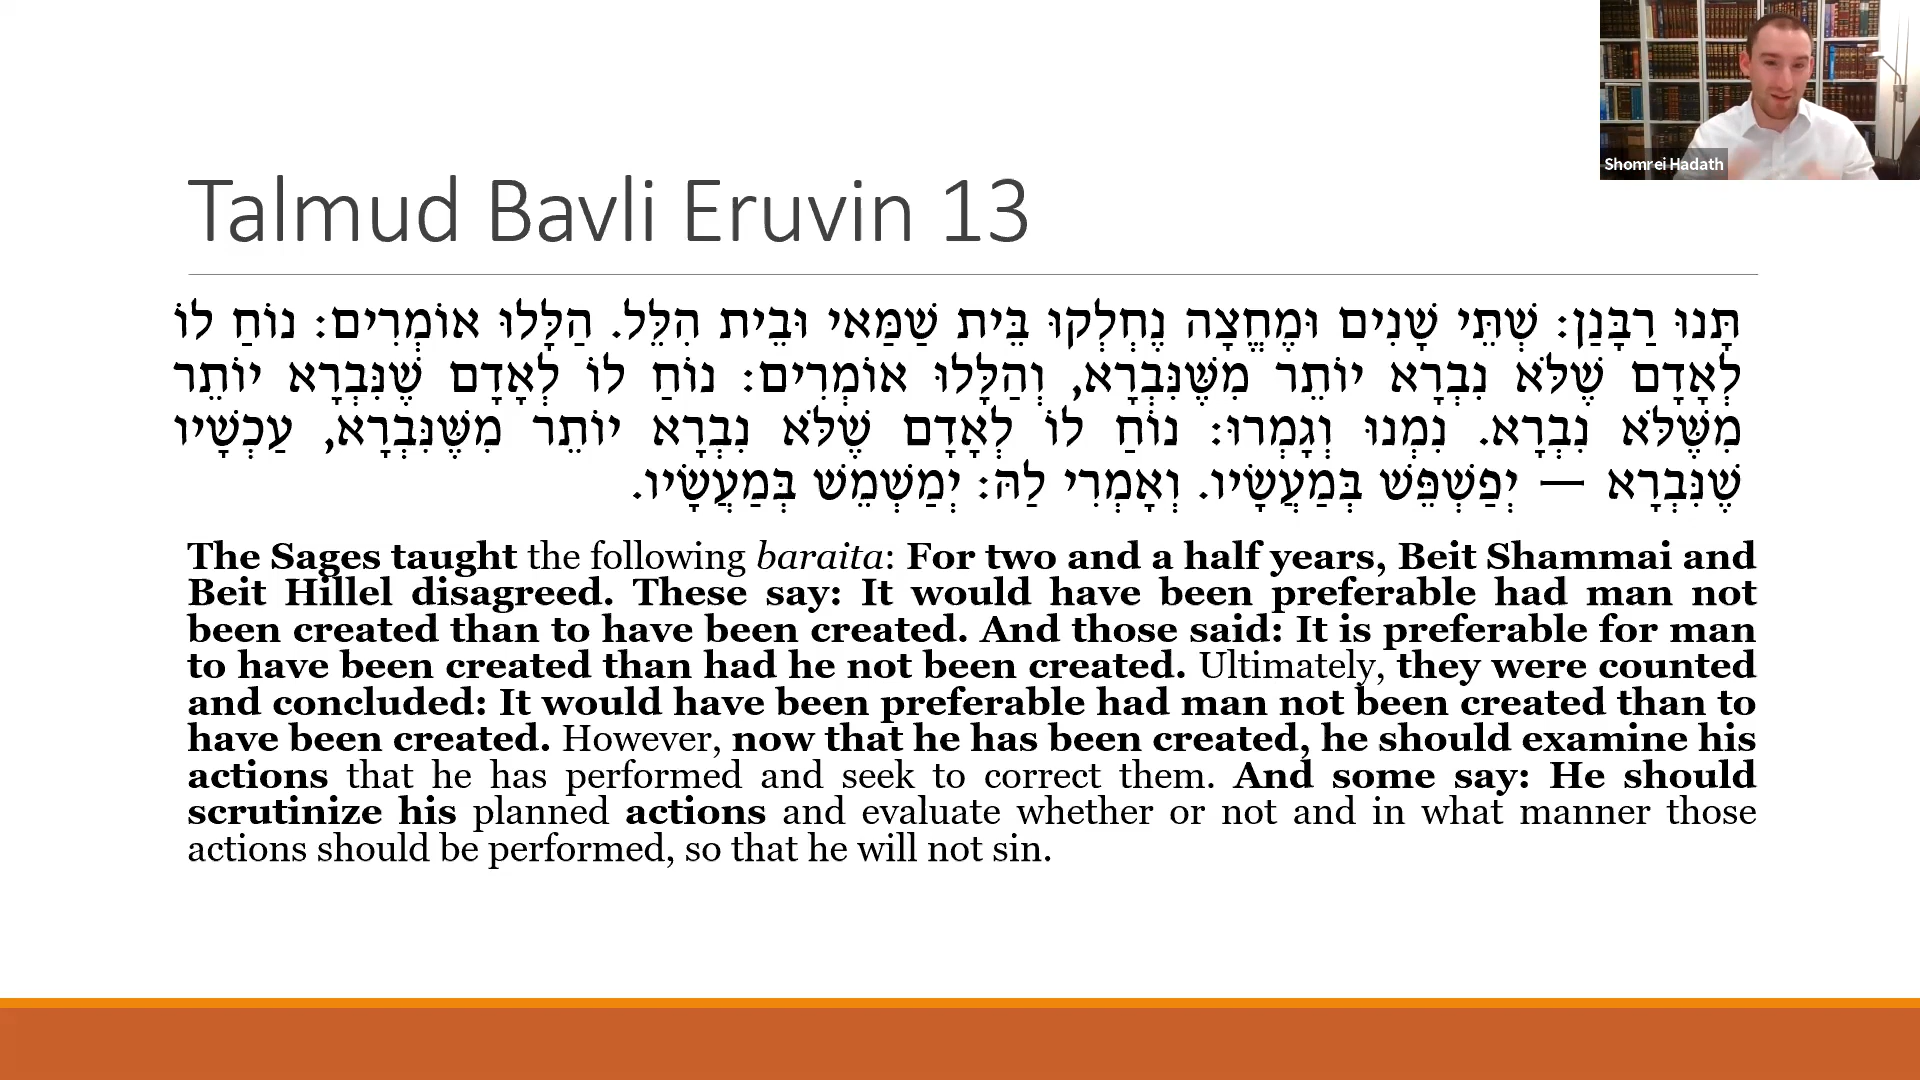 Shomrei Hadath
Talmud Bavli Eruvin 13
תָּנוּ רַבָּנַן: שְׁתֵּי שָׁנִים וּמֶחֱצָה נֶחְלְקוּ בֵּית שַׁמַּאי וּבֵית הִלֵּל. הַלָּלוּ אוֹמְרִים: נוֹחַ לוֹ
לְאָדָם שֶׁלֹּא נִבְרָא יוֹתֵר מִשֶּׁנִּבְרָא, וְהַלָּלוּ אוֹמְרִים: נוֹחַ לוֹ לְאָדָם שֶׁנִּבְרָא יוֹתֵר
מִשֶּׁלֹּא נִבְרָא. נִמְנוּ וְגָמְרוּ: נוֹחַ לוֹ לְאָדָם שֶׁלֹּא נִבְרָא יוֹתֵר מִשֶּׁנִּבְרָא, עַכְשָׁיו
שֶׁנִּבְרָא — יְפַשְׁפֵּשׁ בְּמַעֲשָׂיו. וְאָמְרִי לַהּ: יְמַשְׁמֵשׁ בְּמַעֲשָׂיו.
The Sages taught the following baraita: For two and a half years, Beit Shammai and
Beit Hillel disagreed. These say: It would have been preferable had man not
been created than to have been created. And those said: It is preferable for man
to have been created than had he not been created. Ultimately, they were counted
and concluded: It would have been preferable had man not been created than to
have been created. However, now that he has been created, he should examine his
actions that he has performed and seek to correct them. And some say: He should
scrutinize his planned actions and evaluate whether or not and in what manner those
actions should be performed, so that he will not sin.